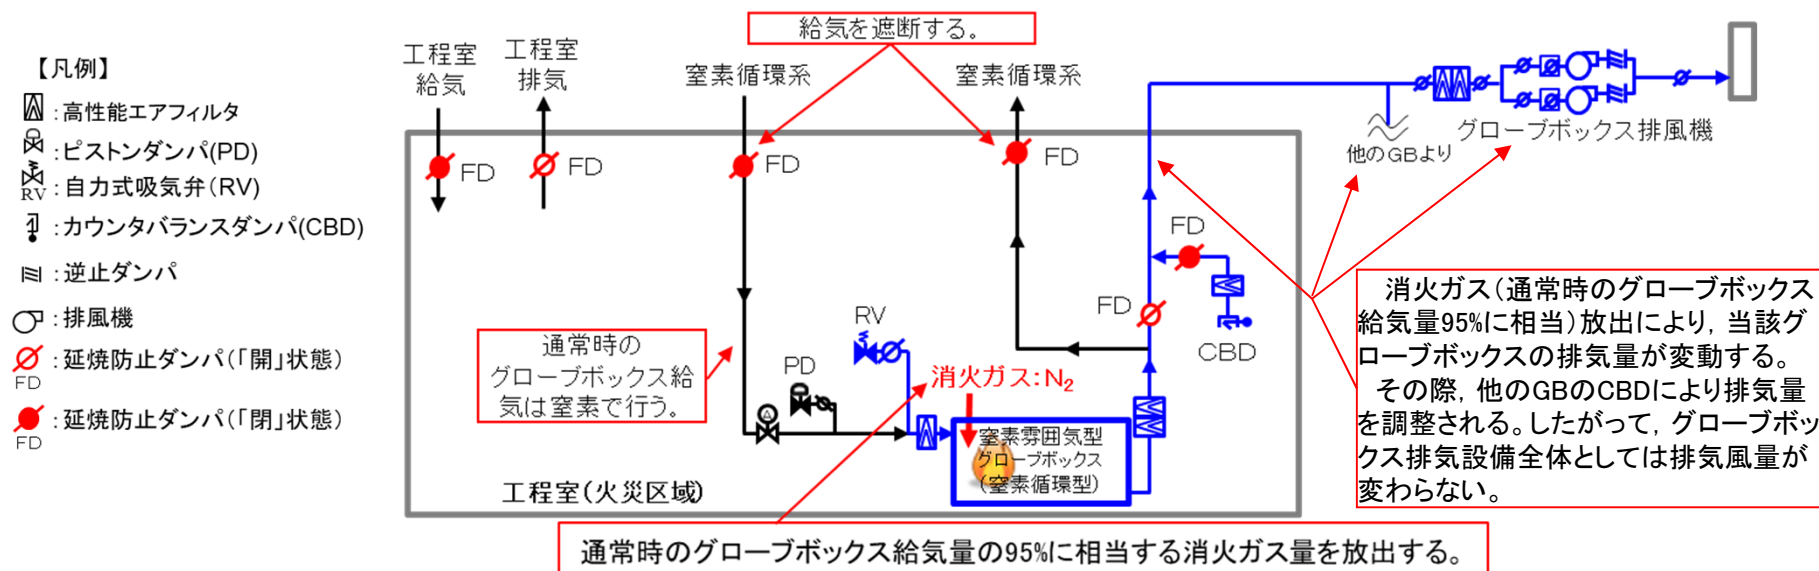 【凡例】
:高性能エアフィルタ
:ピストンダンパ(PD)
RV
:自力式吸気弁(RV)
:カウンタバランスダンパ(CBD)
:逆止ダンパ
:排風機
:延焼防止ダンパ(「開」状態)
FD
:延焼防止ダンパ(「閉」状態)
FD
給気を遮断する。
工程室
給気
工程室
排気
窒素循環系
窒素循環系
FD
FD
FD
FD
グローブボックス排風機
他のGBより
FD
FD
CBD
通常時の
グローブボックス給
気は窒素で行う。
RV
PD
A
消火ガス:N₂
窒素雰囲気型
グローブボックス
(窒素循環型)
工程室(火災区域)
消火ガス(通常時のグローブボックス
給気量95%に相当)放出により,当該グ
ローブボックスの排気量が変動する。
その際,他のGBのCBDにより排気量
を調整される。したがって,グローブボッ
クス排気設備全体としては排気風量が
変わらない。
通常時のグローブボックス給気量の95%に相当する消火ガス量を放出する。